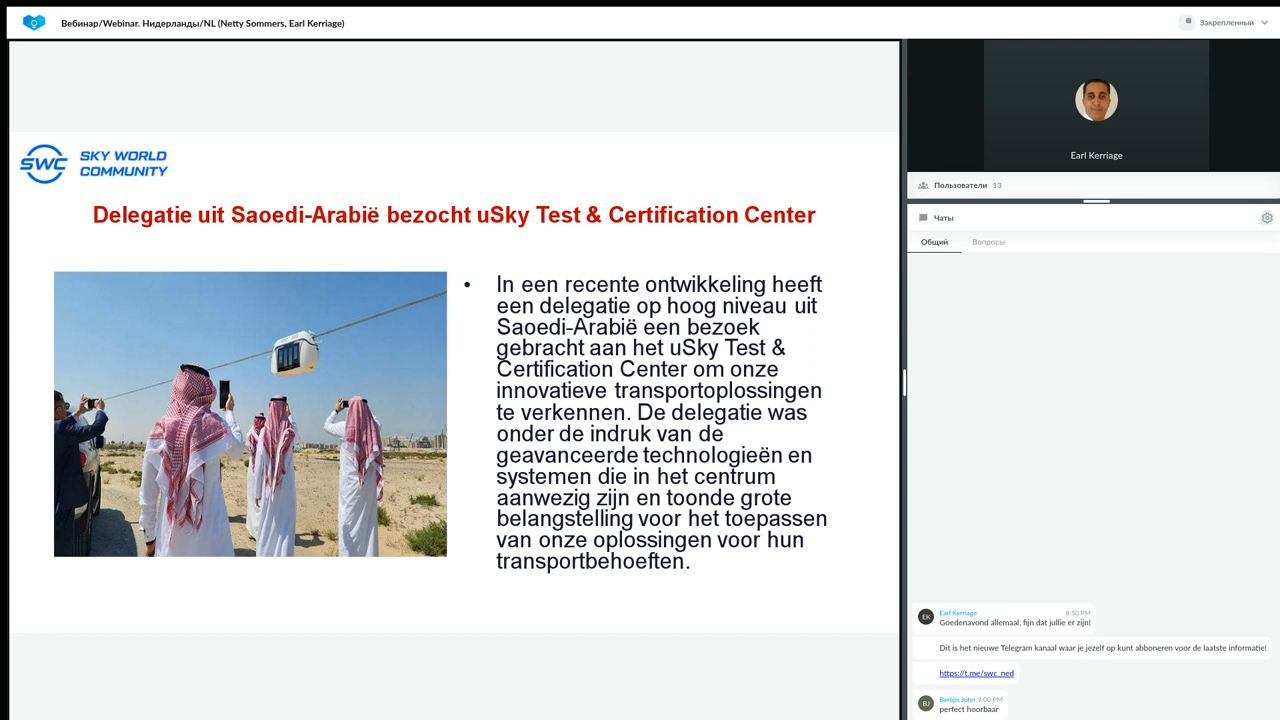 Вебинар/Webinar. Нидерланды/NL (Netty Sommers, Earl Kerriage)
Закрепленный
SWC
SKY WORLD
COMMUNITY
Delegatie uit Saoedi-Arabië bezocht uSky Test & Certification Center
• In een recente ontwikkeling heeft
een delegatie op hoog niveau uit
Saoedi-Arabië een bezoek
gebracht aan het uSky Test &
Certification Center om onze
innovatieve transportoplossingen
te verkennen. De delegatie was
onder de indruk van de
geavanceerde technologieën en
systemen die in het centrum
aanwezig zijn en toonde grote
belangstelling voor het toepassen
van onze oplossingen voor hun
transportbehoeften.
Earl Kerriage
Пользователи 13
Чаты
Общий Вопросы
EK
Earl Kerriage 8:50 PM
Goedenavond allemaal, fijn dat jullie er zijn!
Dit is het nieuwe Telegram kanaal waar je jezelf op kunt abboneren voor de laatste informatie!
https://t.me/swc_ned
BJ
Berlips John 9:00 PM
perfect hoorbaar